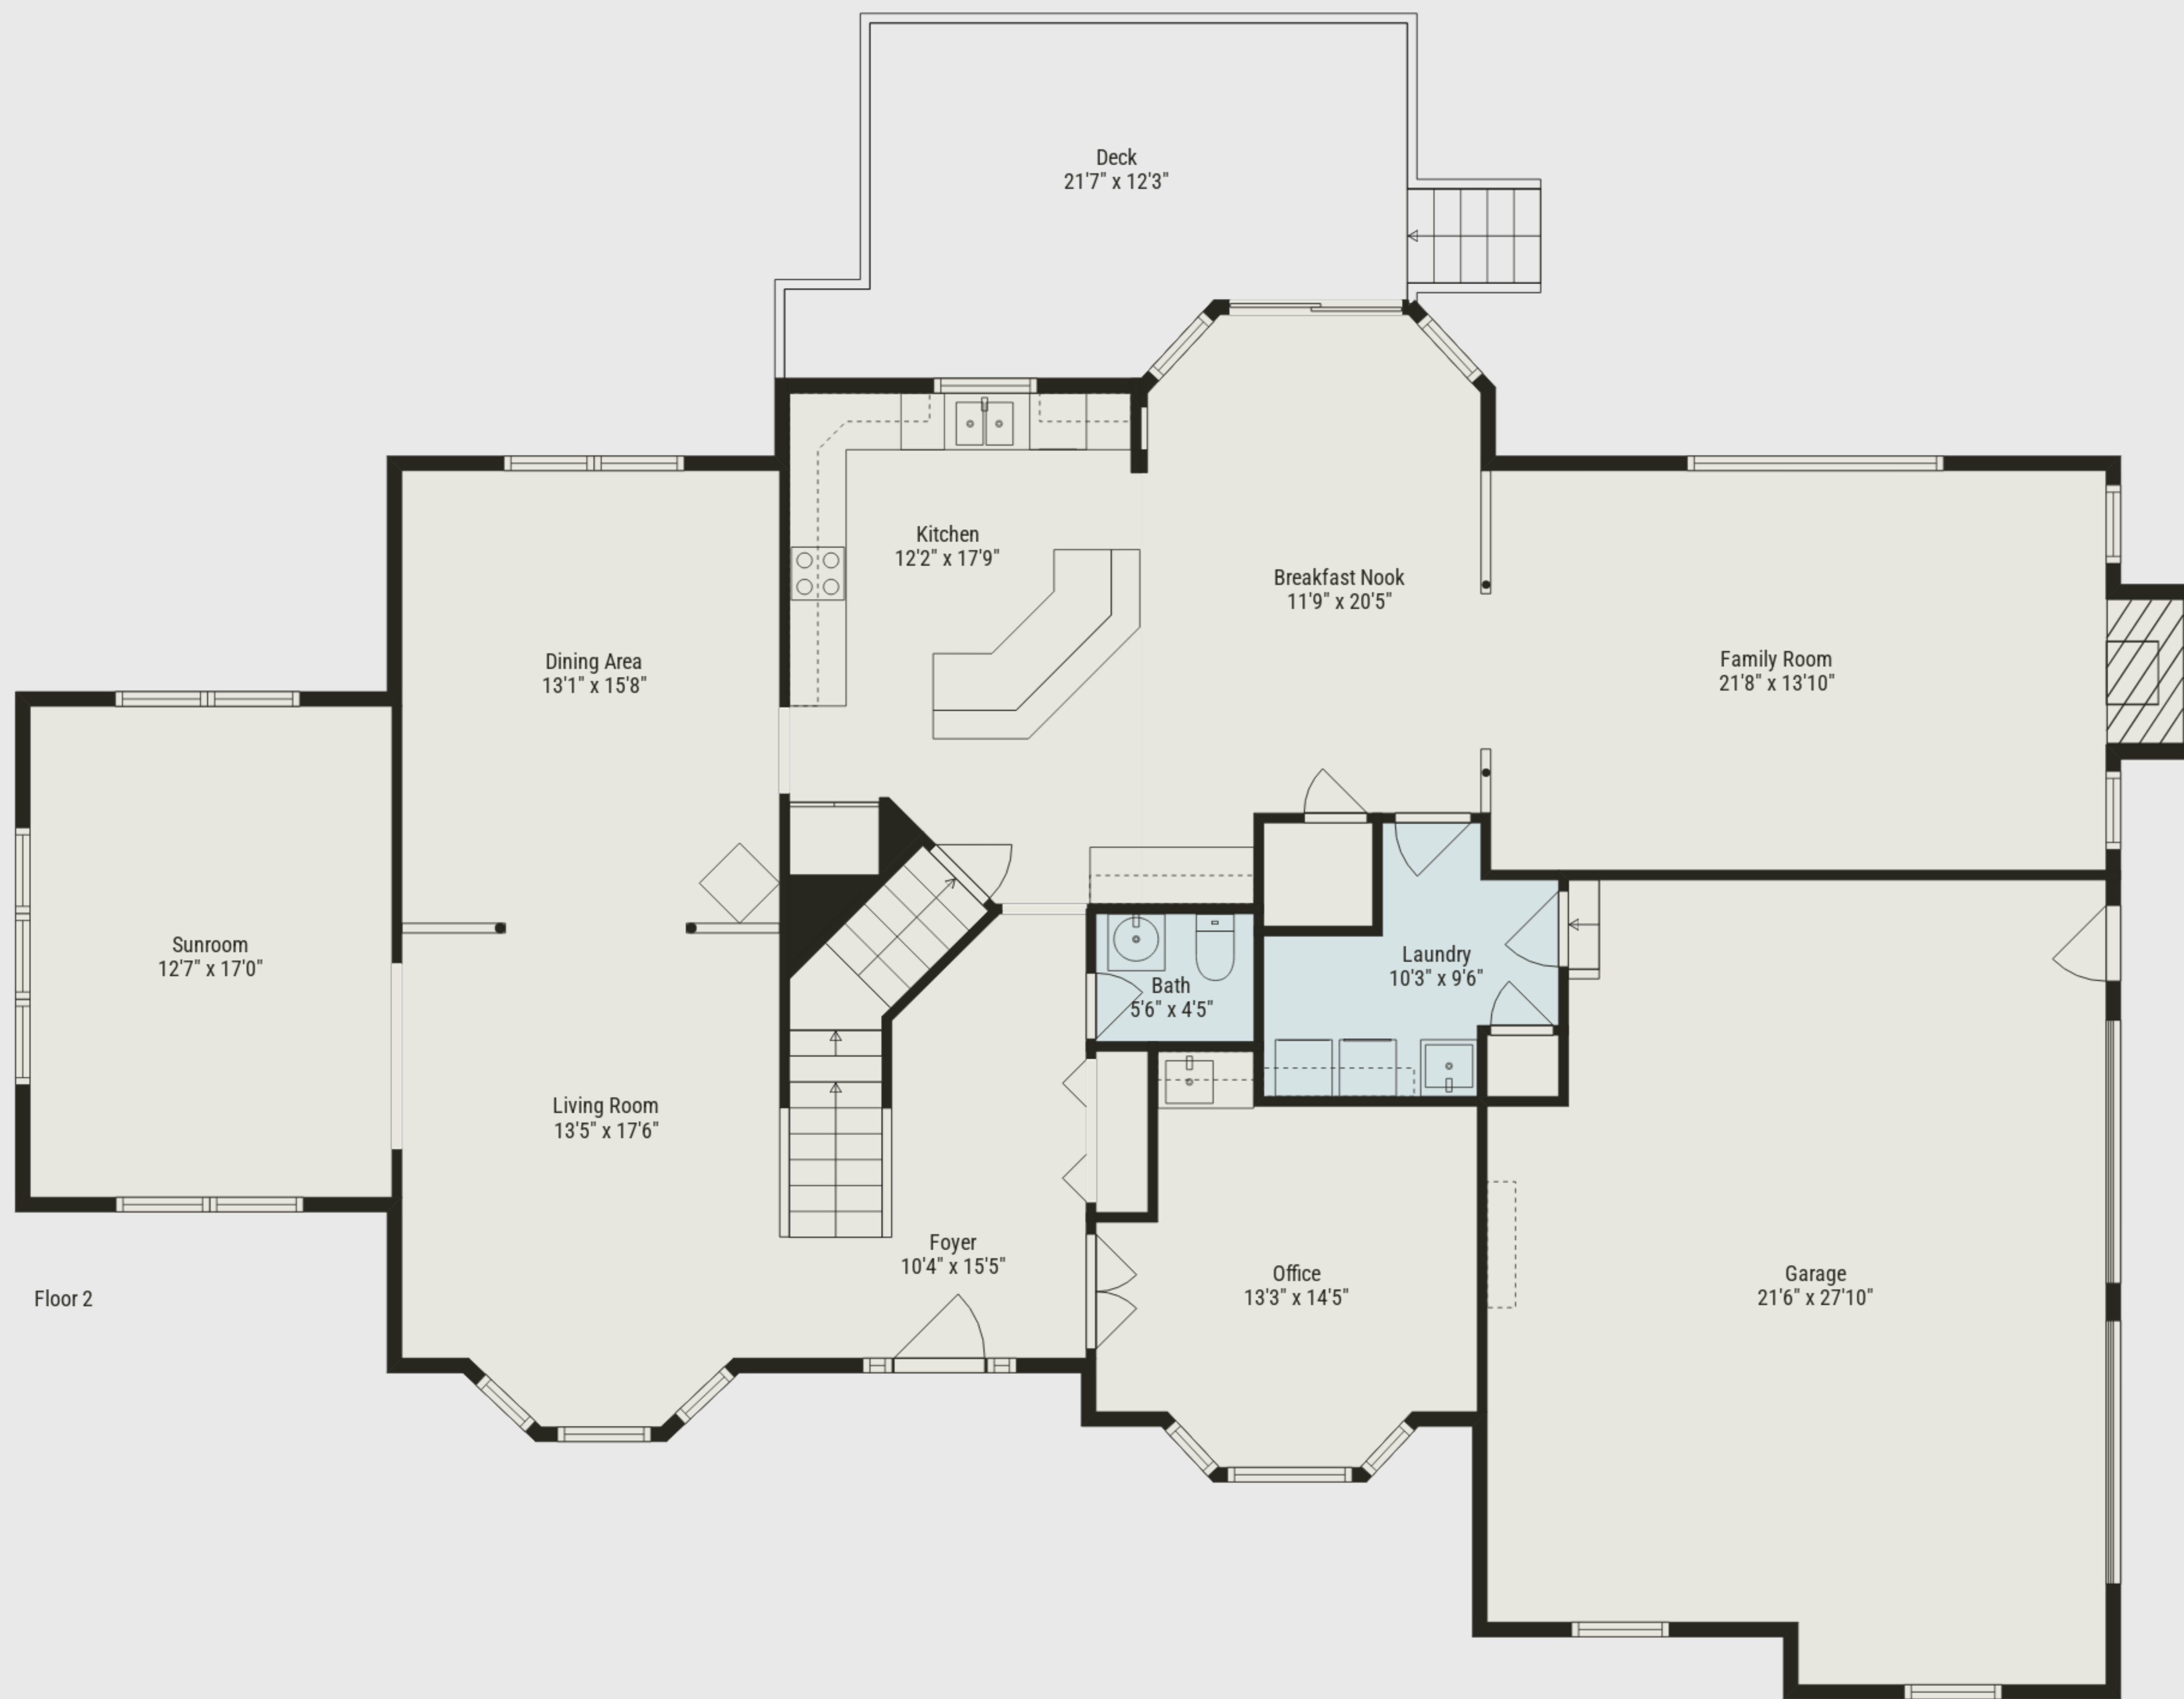 Deck
21'7" x 12'3"
Kitchen
12'2" x 17'9"
Breakfast Nook
11'9" x 20'5"
Dining Area
13'1" x 15'8"
Family Room
21'8" x 13'10"
Sunroom
12'7" x 17'0"
Laundry
10'3" x 9'6"
Bath
5'6" x 4'5"
Living Room
13'5" x 17'6"
Foyer
10'4" x 15'5"
Office
13'3" x 14'5"
Garage
21'6" x 27'10"
Floor 2